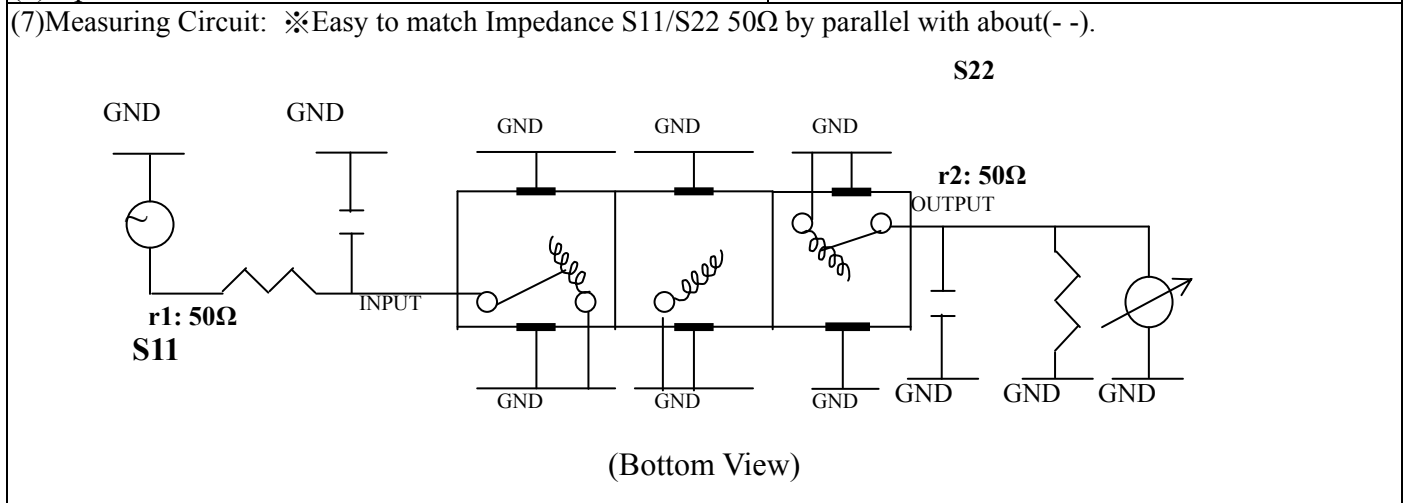 (7)Measuring Circuit: ※Easy to match Impedance S11/S22 50Ω by parallel with about(- -).
S22
GND GND GND GND GND
r2: 50Ω
OUTPUT
INPUT
r1: 50Ω
S11
GND GND GND GND GND GND
(Bottom View)